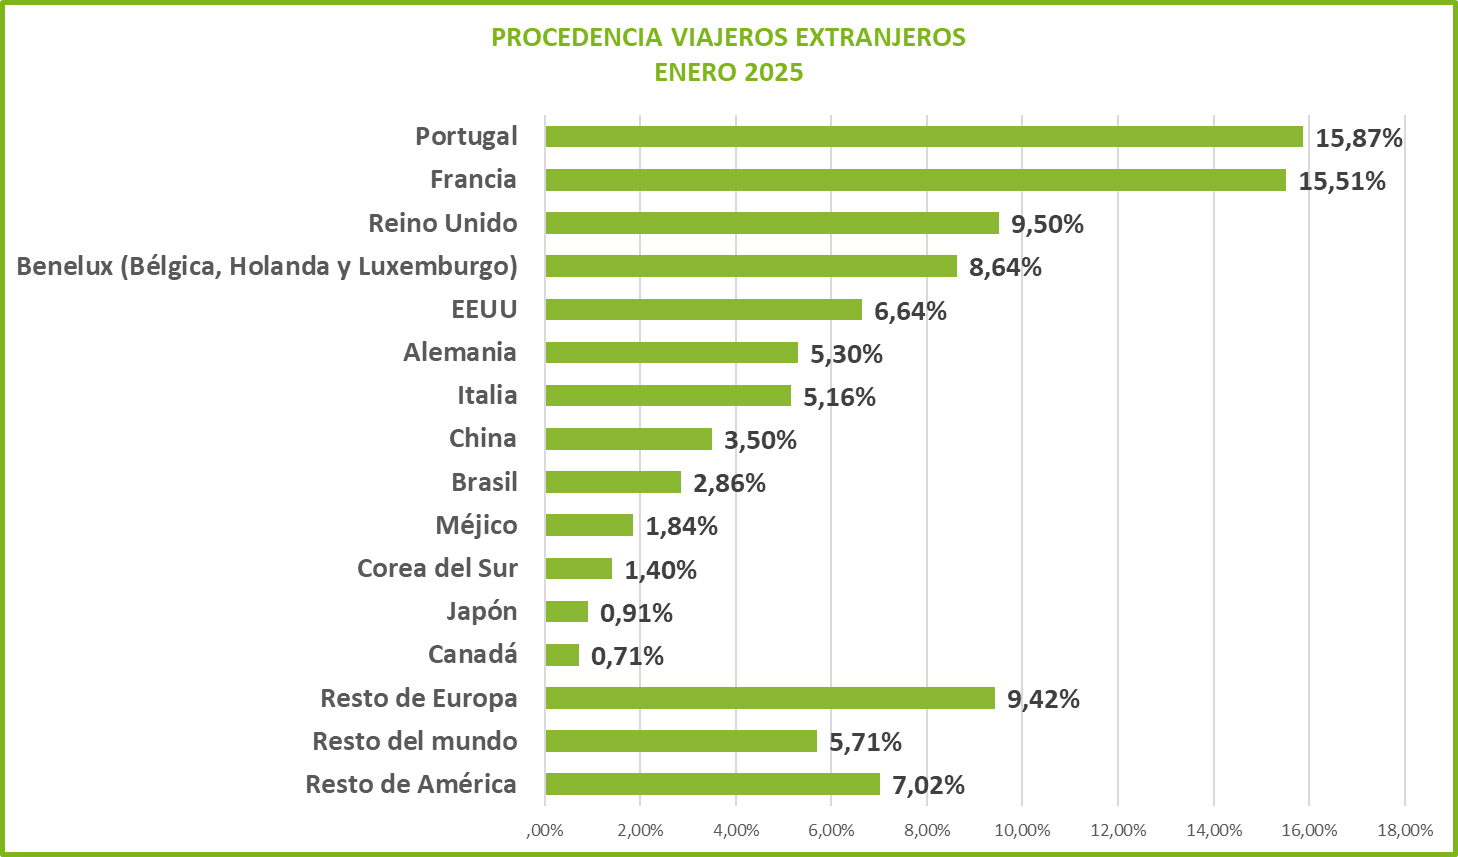 PROCEDENCIA VIAJEROS EXTRANJEROS
ENERO 2025
Portugal 15,87%
Francia 15,51%
Reino Unido 9,50%
Benelux (Bélgica, Holanda y Luxemburgo) 8,64%
EEUU 6,64%
Alemania 5,30%
Italia 5,16%
China 3,50%
Brasil 2,86%
Méjico 1,84%
Corea del Sur 1,40%
Japón 0,91%
Canadá 0,71%
Resto de Europa 9,42%
Resto del mundo 5,71%
Resto de América 7,02%
,00% 2,00% 4,00% 6,00% 8,00% 10,00% 12,00% 14,00% 16,00% 18,00%